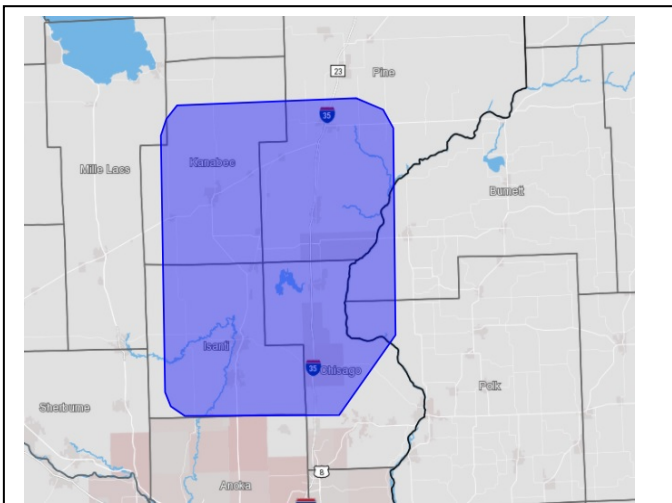 23
Pine
35
Kanabec
Mille Lacs
Burnett
Isanti
35
Chisago
Polk
Sherburne
8
Anoka